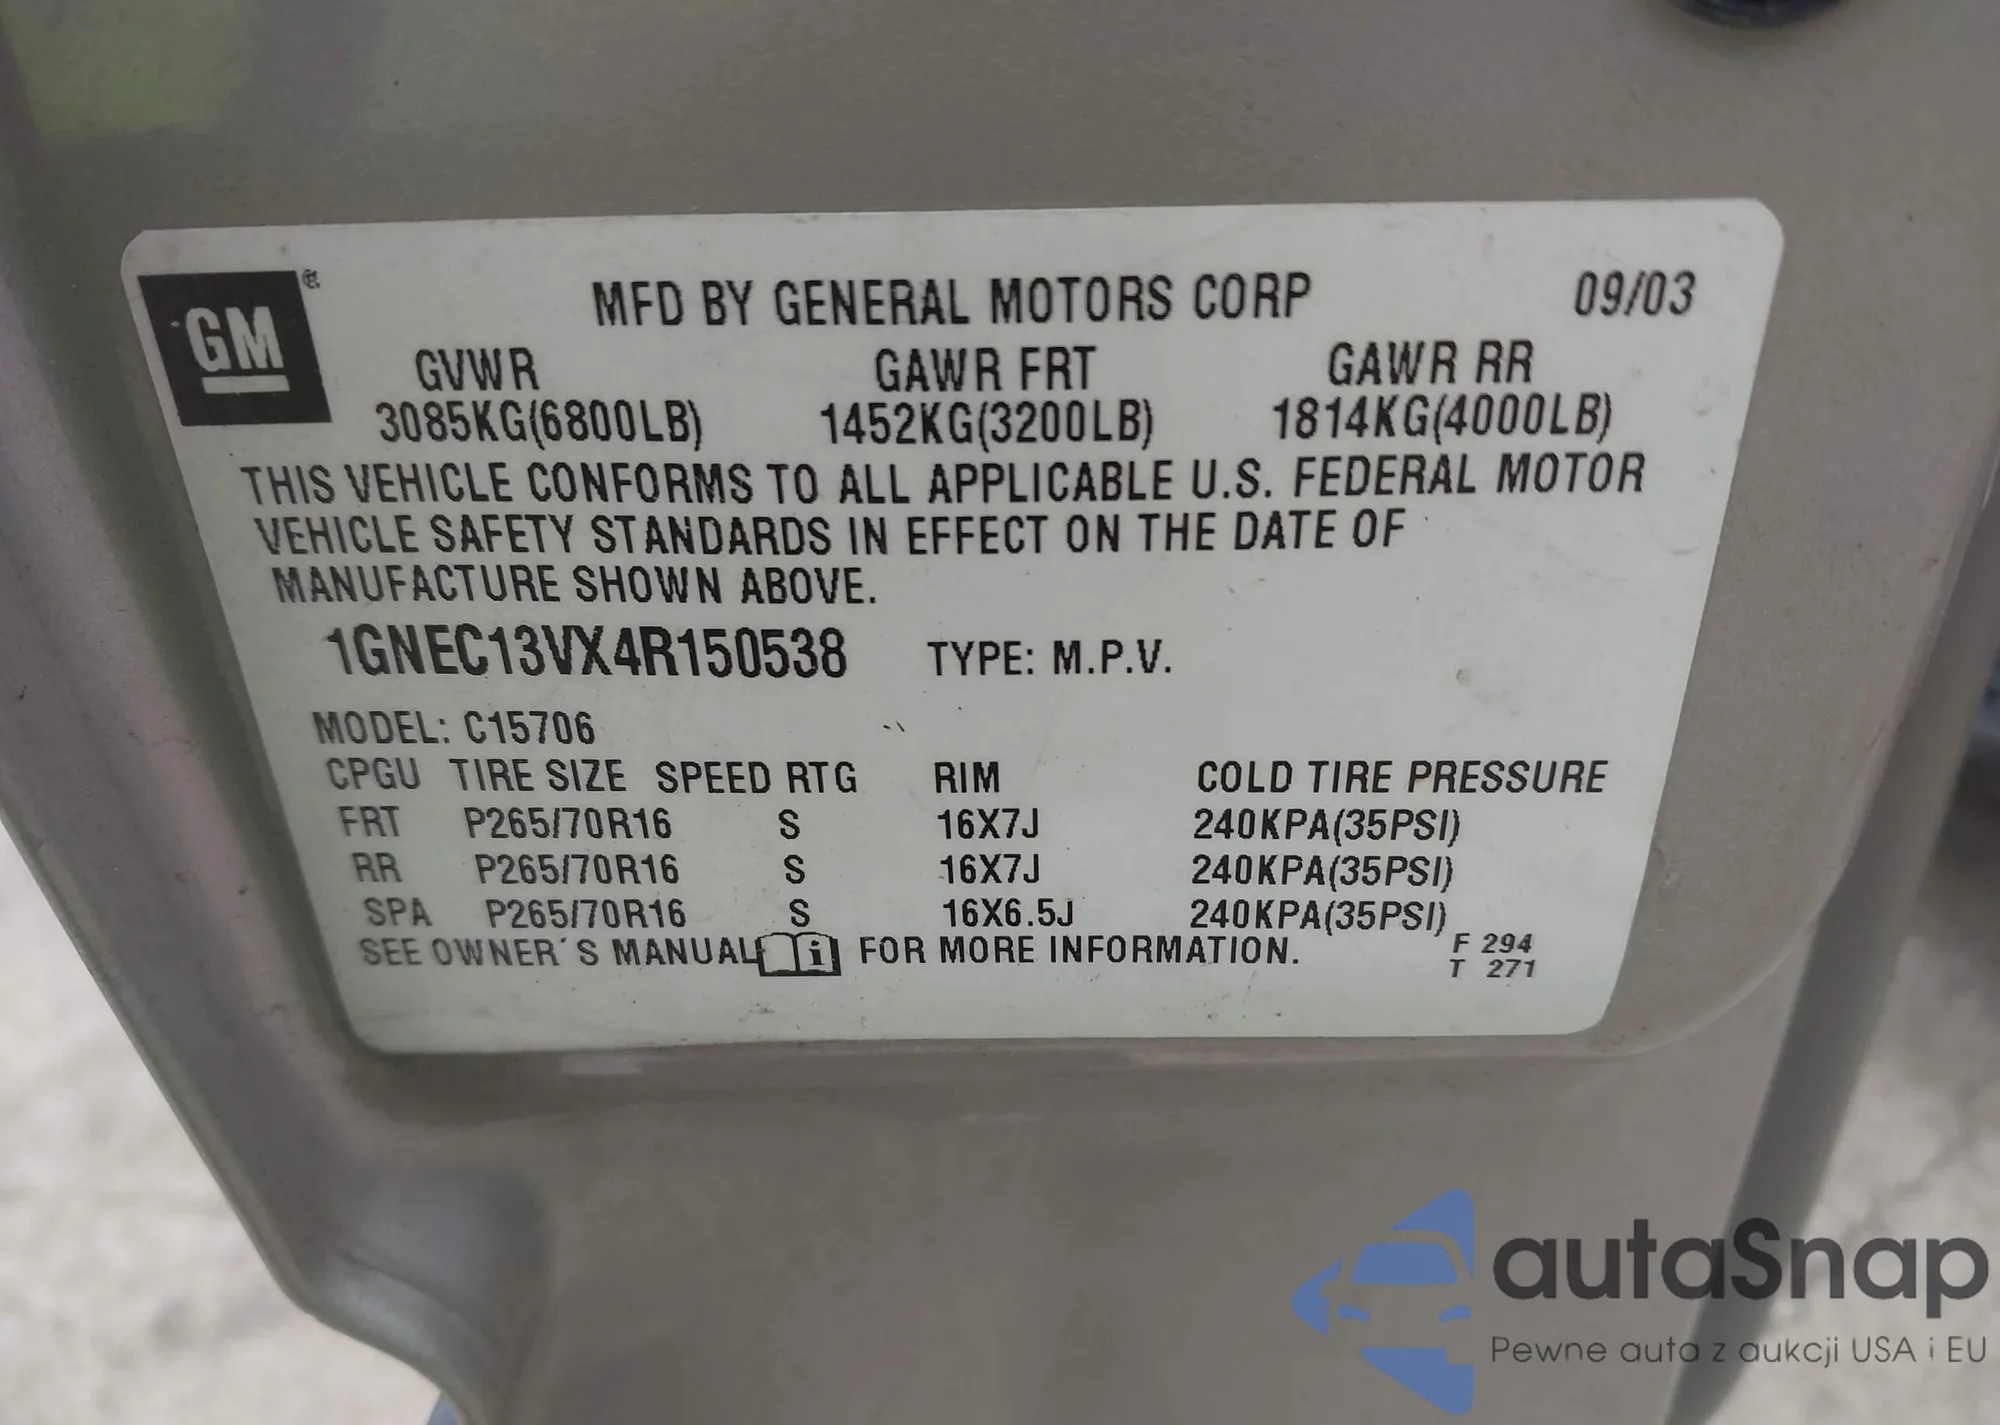 GM ®
MFD BY GENERAL MOTORS CORP 09/03
GVWR GAWR FRT GAWR RR
3085KG(6800LB) 1452KG(3200LB) 1814KG(4000LB)
THIS VEHICLE CONFORMS TO ALL APPLICABLE U.S. FEDERAL MOTOR
VEHICLE SAFETY STANDARDS IN EFFECT ON THE DATE OF
MANUFACTURE SHOWN ABOVE.
1GNEC13VX4R150538 TYPE: M.P.V.
MODEL: C15706
CPGU TIRE SIZE SPEED RTG RIM COLD TIRE PRESSURE
FRT P265/70R16 S 16X7J 240KPA(35PSI)
RR P265/70R16 S 16X7J 240KPA(35PSI)
SPA P265/70R16 S 16X6.5J 240KPA(35PSI)
SEE OWNER'S MANUAL i FOR MORE INFORMATION.
F 294
T 271
autaSnap
Pewne auta z aukcji USA i EU